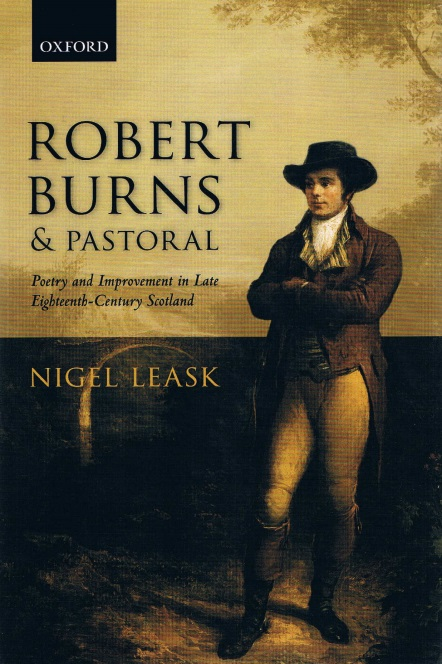 OXFORD
ROBERT
BURNS
& PASTORAL
Poetry and Improvement in Late
Eighteenth-Century Scotland
NIGEL LEASK